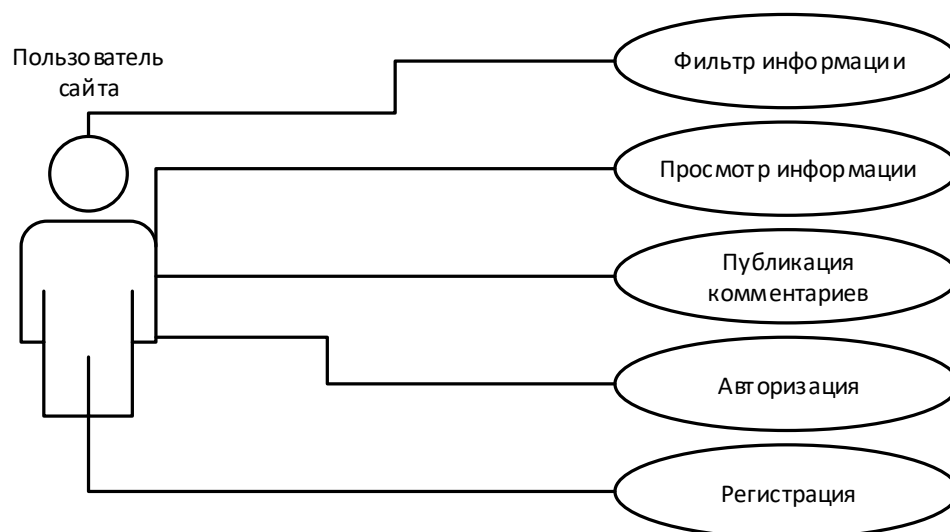 Пользователь
сайта
Фильтр информации
Просмотр информации
Публикация
комментариев
Авторизация
Регистрация